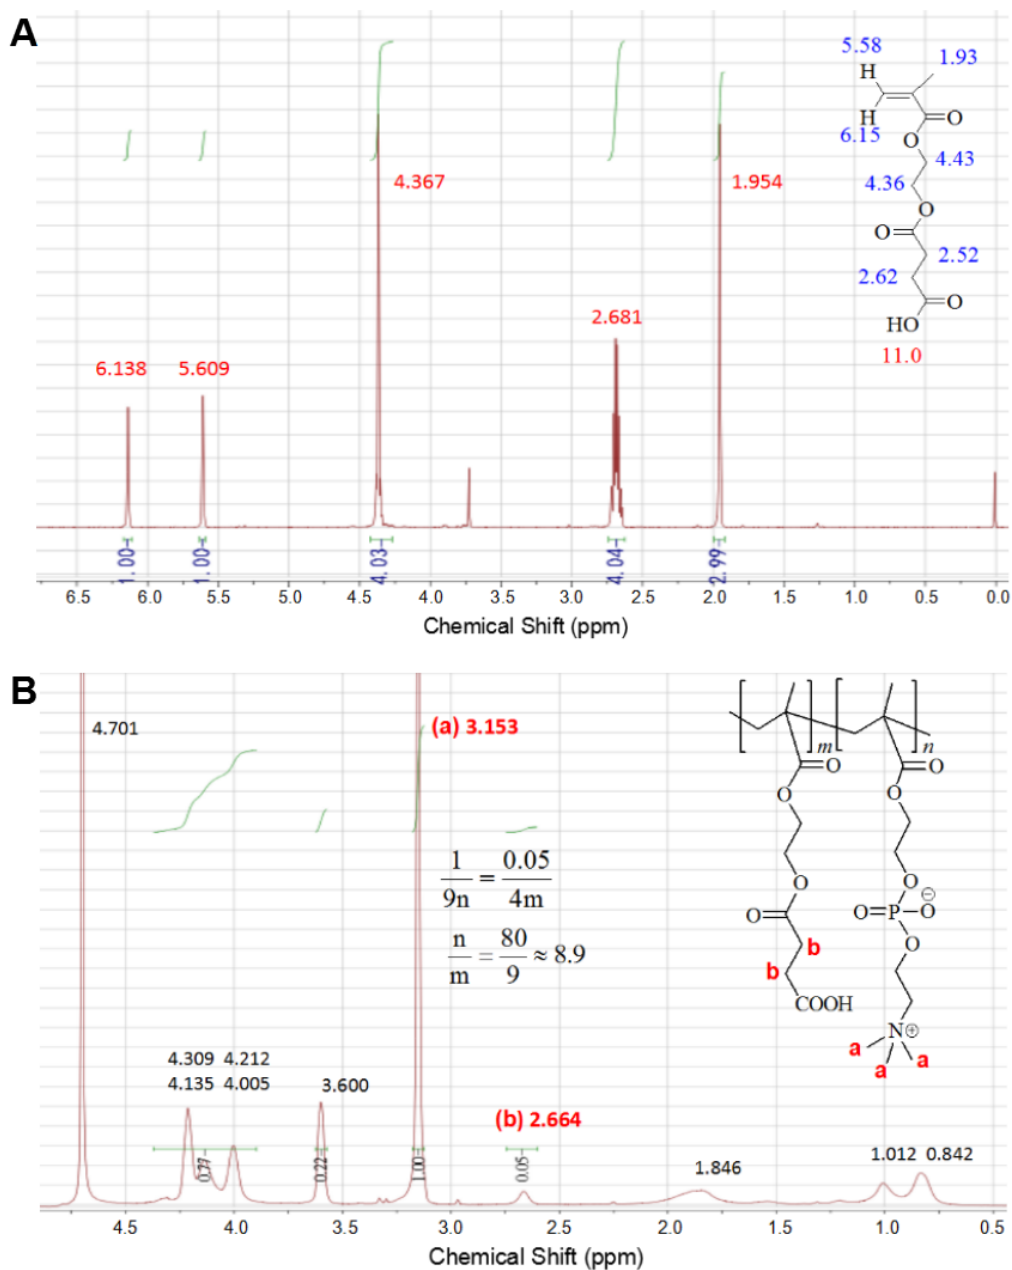 A
5.58
1.93
H
H
O
6.15
O
4.43
4.36
O
O
2.52
2.62
O
HO
11.0
4.367
1.954
2.681
6.138
5.609
1.00
1.00
4.03
4.04
2.99
6.5 6.0 5.5 5.0 4.5 4.0 3.5 3.0 2.5 2.0 1.5 1.0 0.5 0.0
Chemical Shift (ppm)
B
4.701
(a) 3.153
m
n
O
O
O
O
1/9n = 0.05/4m
n/m = 80/9 ≈ 8.9
O
O
O
⊖
O=P–O
O
b
b
COOH
N⊕
a
a
a
4.309 4.212
4.135 4.005
3.600
(b) 2.664
1.846
1.012 0.842
0.77
0.22
1.00
0.05
4.5 4.0 3.5 3.0 2.5 2.0 1.5 1.0 0.5
Chemical Shift (ppm)